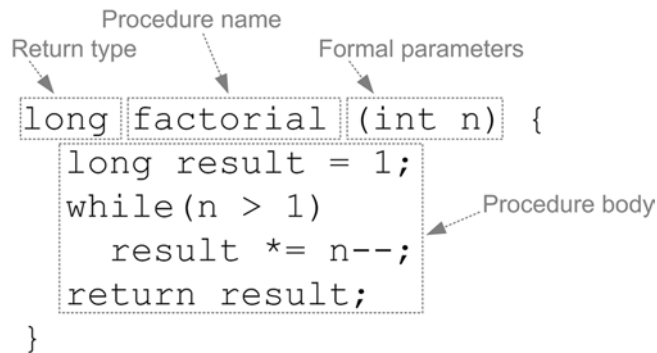 Procedure name
Return type
Formal parameters
long factorial (int n) {
long result = 1;
while(n > 1)
result *= n--;
return result;
Procedure body
}